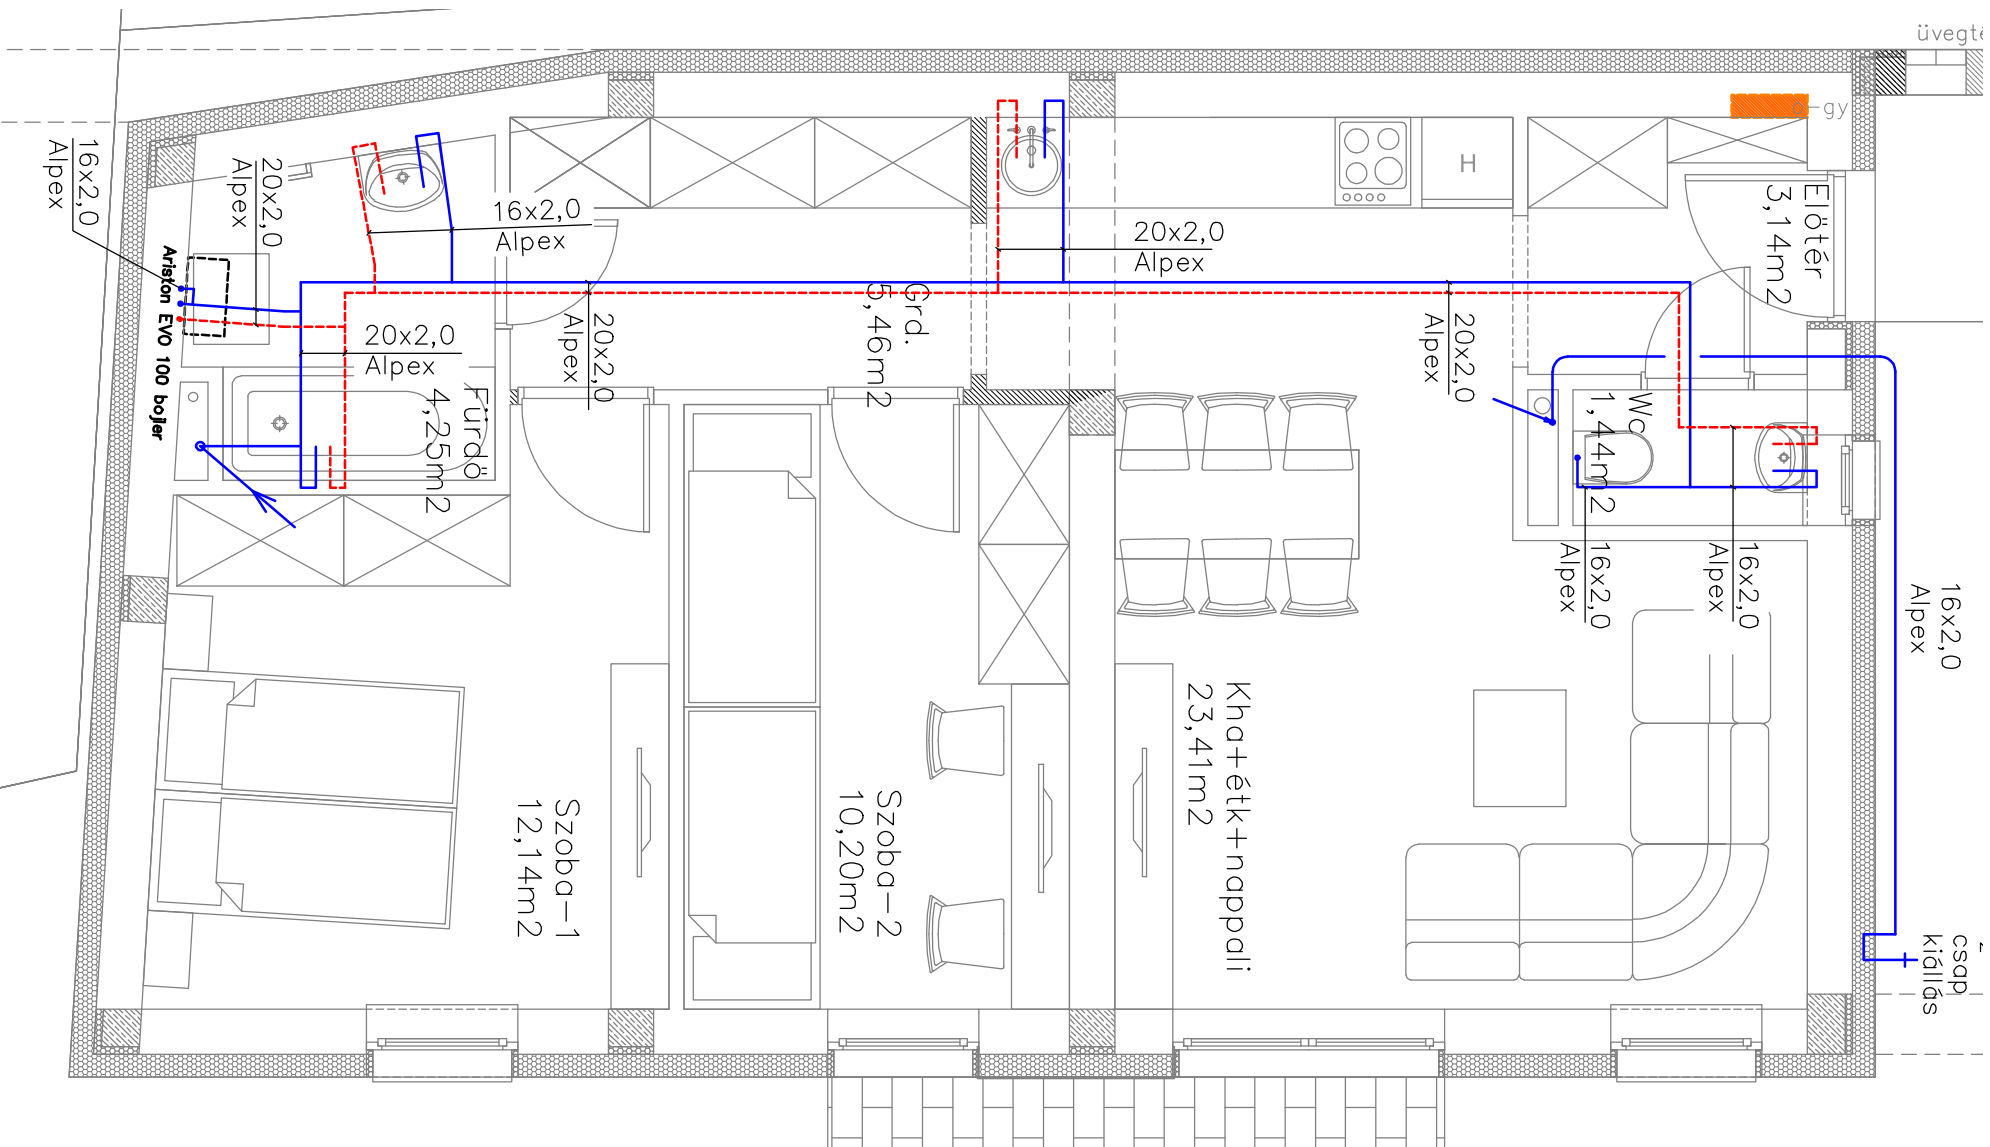 üvegté
g-gy
16x2,0
Alpex
20x2,0
Alpex
16x2,0
Alpex
20x2,0
Alpex
H
Előtér
3,14m2
Ariston EVO 100 bojler
20x2,0
Alpex
Fürdő
4,25m2
20x2,0
Alpex
Grd.
5,46m2
20x2,0
Alpex
Wc
1,44m2
16x2,0
Alpex
16x2,0
Alpex
16x2,0
Alpex
Szoba-1
12,14m2
Szoba-2
10,20m2
Kha+étk+nappali
23,41m2
csap
kiállás